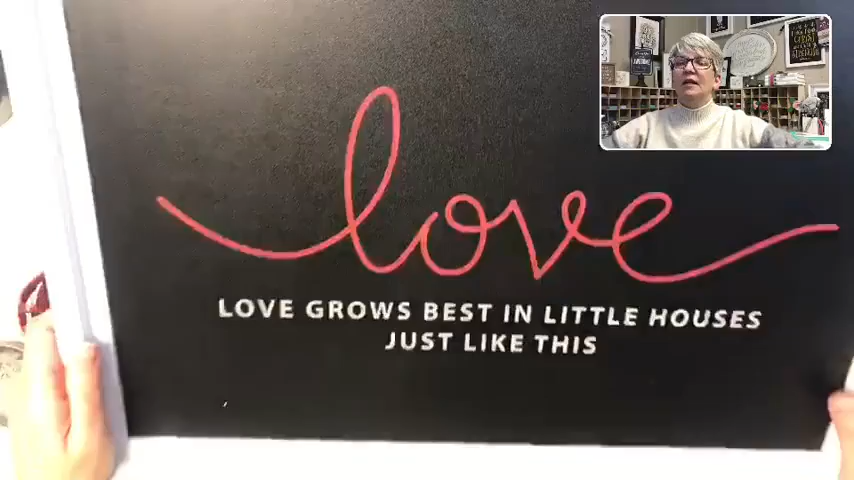 love
LOVE GROWS BEST IN LITTLE HOUSES
JUST LIKE THIS